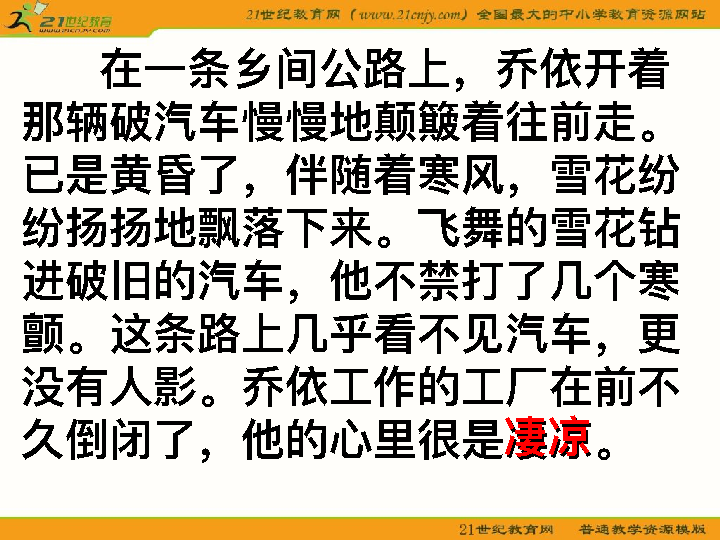 21世纪教育
21世纪教育网（www.21cnjy.com）全国最大的中小学教育资源网站
在一条乡间公路上，乔依开着
那辆破汽车慢慢地颠簸着往前走。
已是黄昏了，伴随着寒风，雪花纷
纷扬扬地飘落下来。飞舞的雪花钻
进破旧的汽车，他不禁打了几个寒
颤。这条路上几乎看不见汽车，更
没有人影。乔依工作的工厂在前不
久倒闭了，他的心里很是凄凉。
21世纪教育网 普通教学资源模版